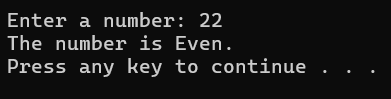 Enter a number: 22
The number is Even.
Press any key to continue . . .